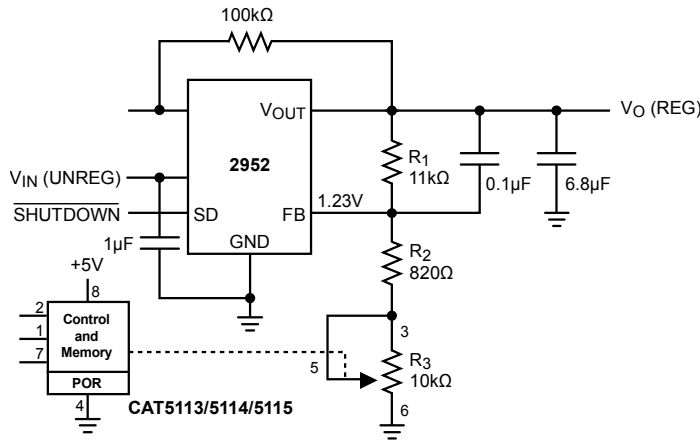 100kΩ
VOUT
VO (REG)
2952
R1
11kΩ
0.1µF
6.8µF
VIN (UNREG)
1.23V
SHUTDOWN
SD
FB
GND
1µF
R2
820Ω
+5V
8
2
1
7
Control
and
Memory
3
5
R3
10kΩ
POR
4
6
CAT5113/5114/5115